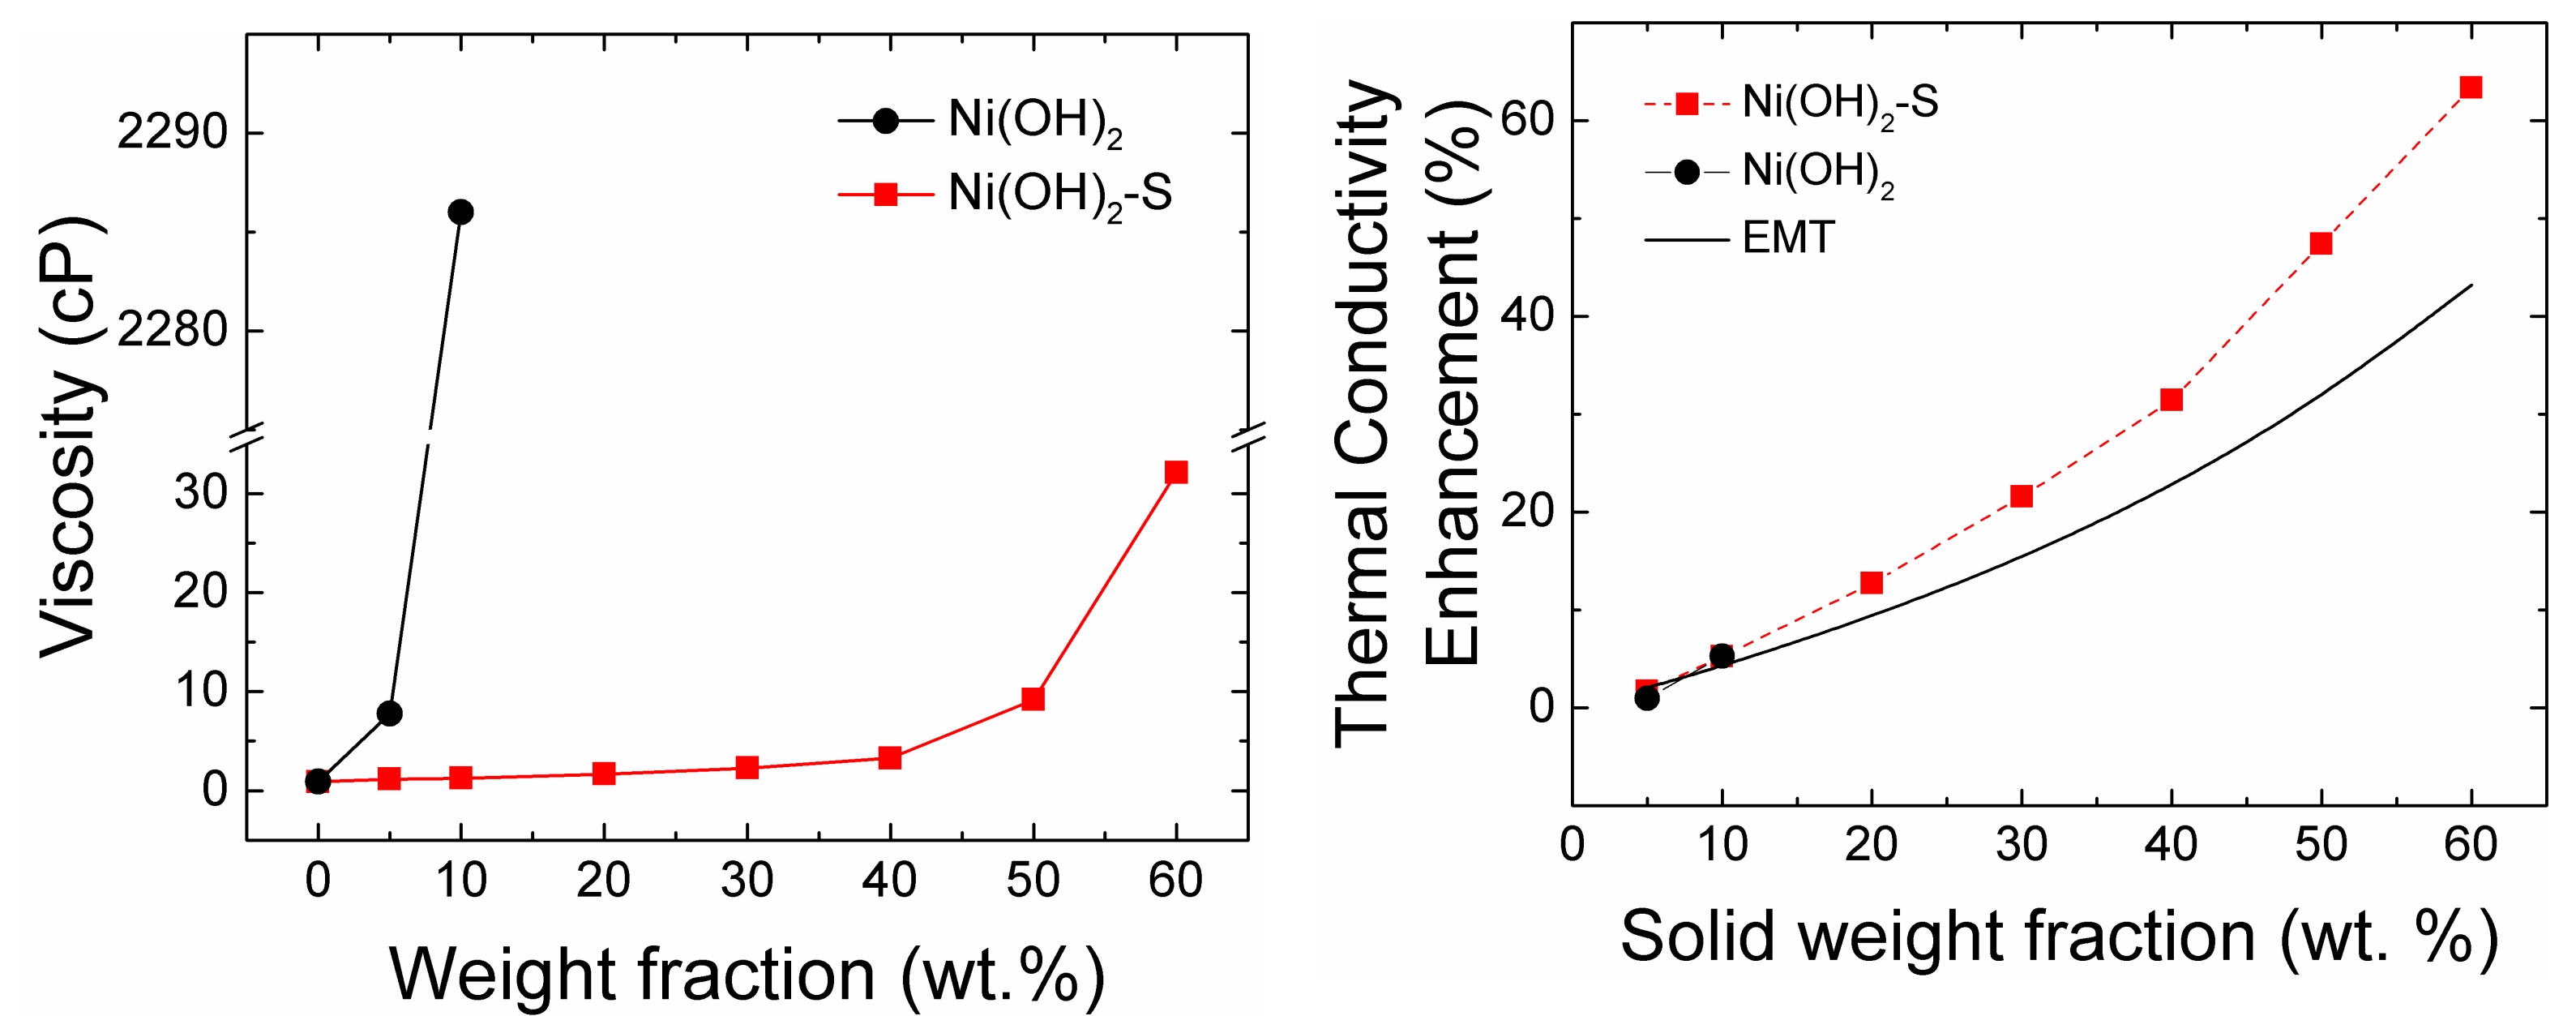 Viscosity (cP)
2290
2280
30
20
10
0
Ni(OH)₂
Ni(OH)₂-S
0 10 20 30 40 50 60
Weight fraction (wt.%)
Thermal Conductivity
Enhancement (%)
60
40
20
0
Ni(OH)₂-S
Ni(OH)₂
EMT
0 10 20 30 40 50 60
Solid weight fraction (wt. %)